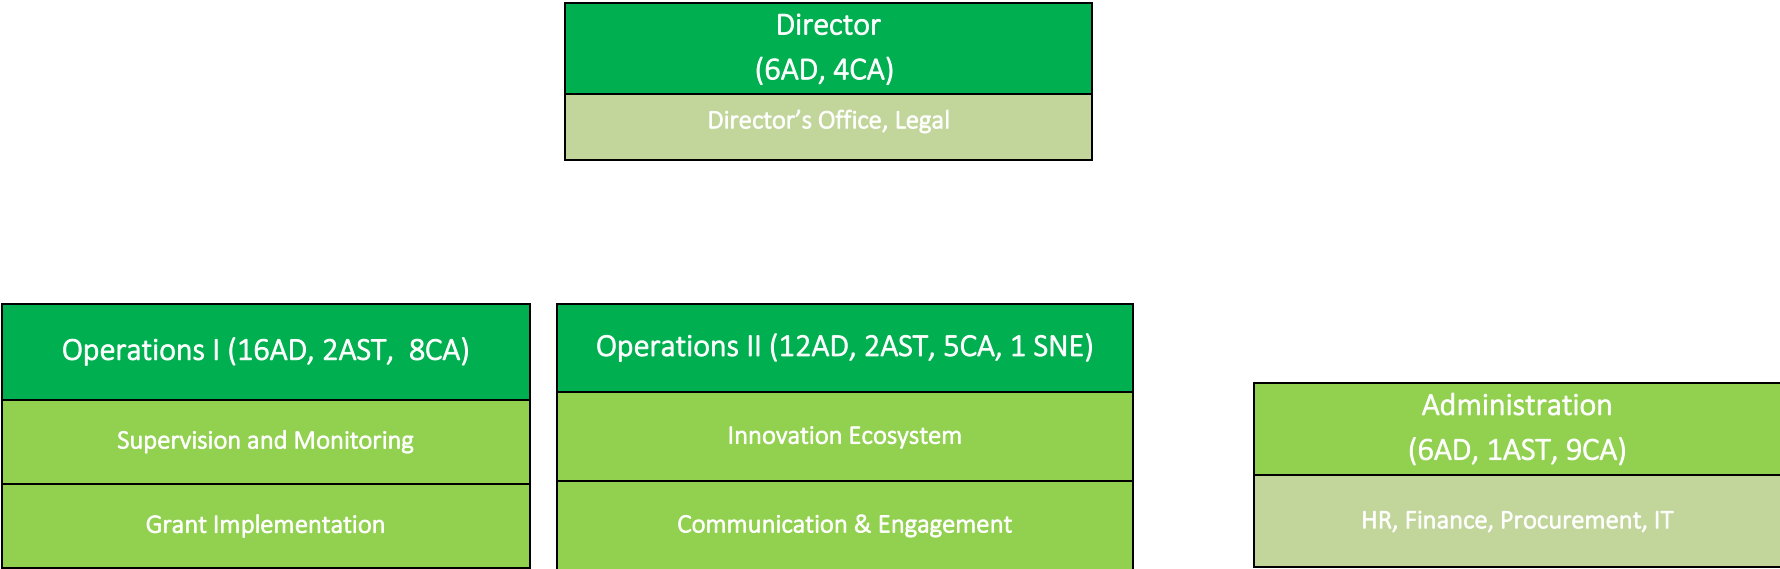 Director
(6AD, 4CA)
Director’s Office, Legal
Operations I (16AD, 2AST,  8CA)
Supervision and Monitoring
Grant Implementation
Operations II (12AD, 2AST, 5CA, 1 SNE)
Innovation Ecosystem
Communication & Engagement
Administration
(6AD, 1AST, 9CA)
HR, Finance, Procurement, IT